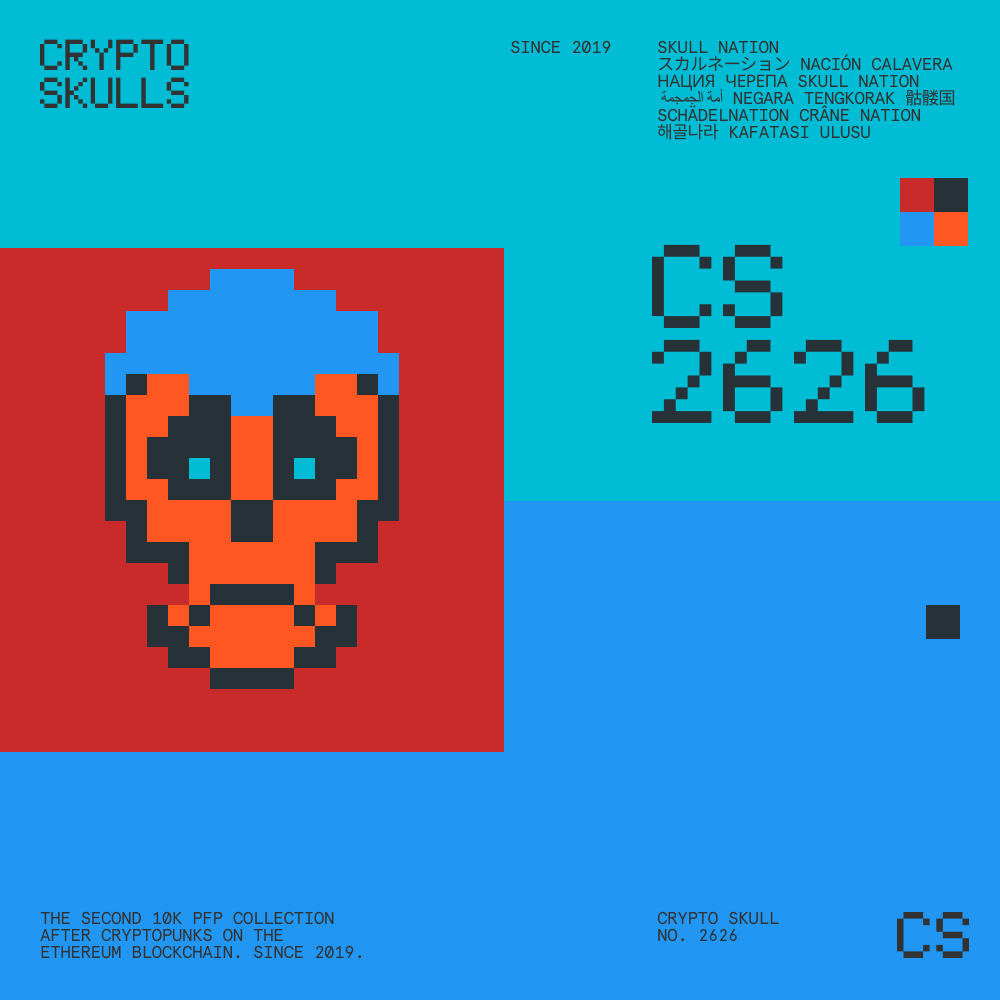 CRYPTO
SKULLS
SINCE 2019
SKULL NATION
スカルネーション NACIÓN CALAVERA
НАЦИЯ ЧЕРЕПА SKULL NATION
أمة الجمجمة NEGARA TENGKORAK 骷髅国
SCHÄDELNATION CRÂNE NATION
해골나라 KAFATASI ULUSU
CS
2626
THE SECOND 10K PFP COLLECTION
AFTER CRYPTOPUNKS ON THE
ETHEREUM BLOCKCHAIN. SINCE 2019.
CRYPTO SKULL
NO. 2626
CS